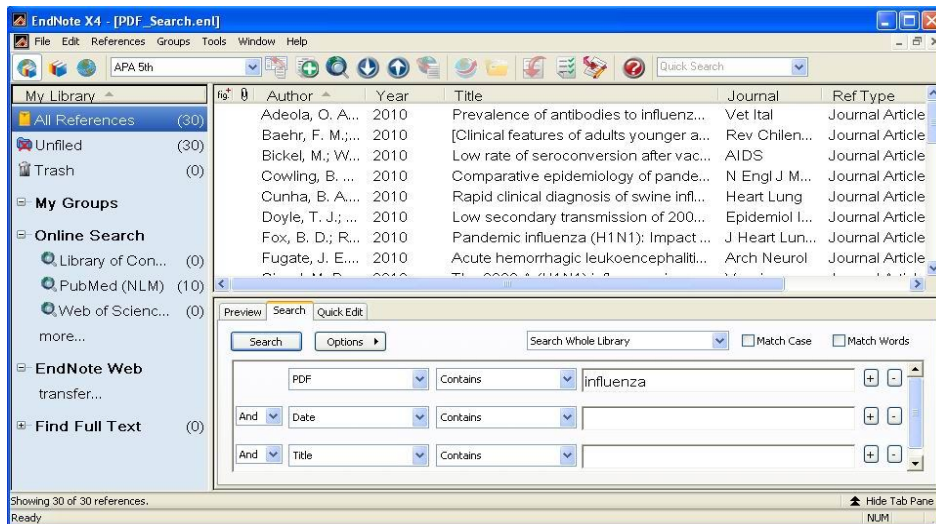 EndNote X4 - [PDF_Search.enl]
File Edit References Groups Tools Window Help
APA 5th
Quick Search
My Library
All References (30)
Unfiled (30)
Trash (0)
My Groups
Online Search
Library of Con... (0)
PubMed (NLM) (10)
Web of Scienc... (0)
more...
EndNote Web
transfer...
Find Full Text (0)
fig. Author Year Title Journal Ref Type
Adeola, O. A... 2010 Prevalence of antibodies to influenz... Vet Ital Journal Article
Baehr, F. M.;... 2010 [Clinical features of adults younger a... Rev Chilen... Journal Article
Bickel, M.; W... 2010 Low rate of seroconversion after vac... AIDS Journal Article
Cowling, B. ... 2010 Comparative epidemiology of pande... N Engl J M... Journal Article
Cunha, B. A.... 2010 Rapid clinical diagnosis of swine infl... Heart Lung Journal Article
Doyle, T. J.; ... 2010 Low secondary transmission of 200... Epidemiol I... Journal Article
Fox, B. D.; R... 2010 Pandemic influenza (H1N1): Impact ... J Heart Lun... Journal Article
Fugate, J. E.... 2010 Acute hemorrhagic leukoencephaliti... Arch Neurol Journal Article
Preview Search Quick Edit
Search Options Search Whole Library Match Case Match Words
PDF Contains influenza + -
And Date Contains + -
And Title Contains + -
Showing 30 of 30 references. Hide Tab Pane
Ready NUM